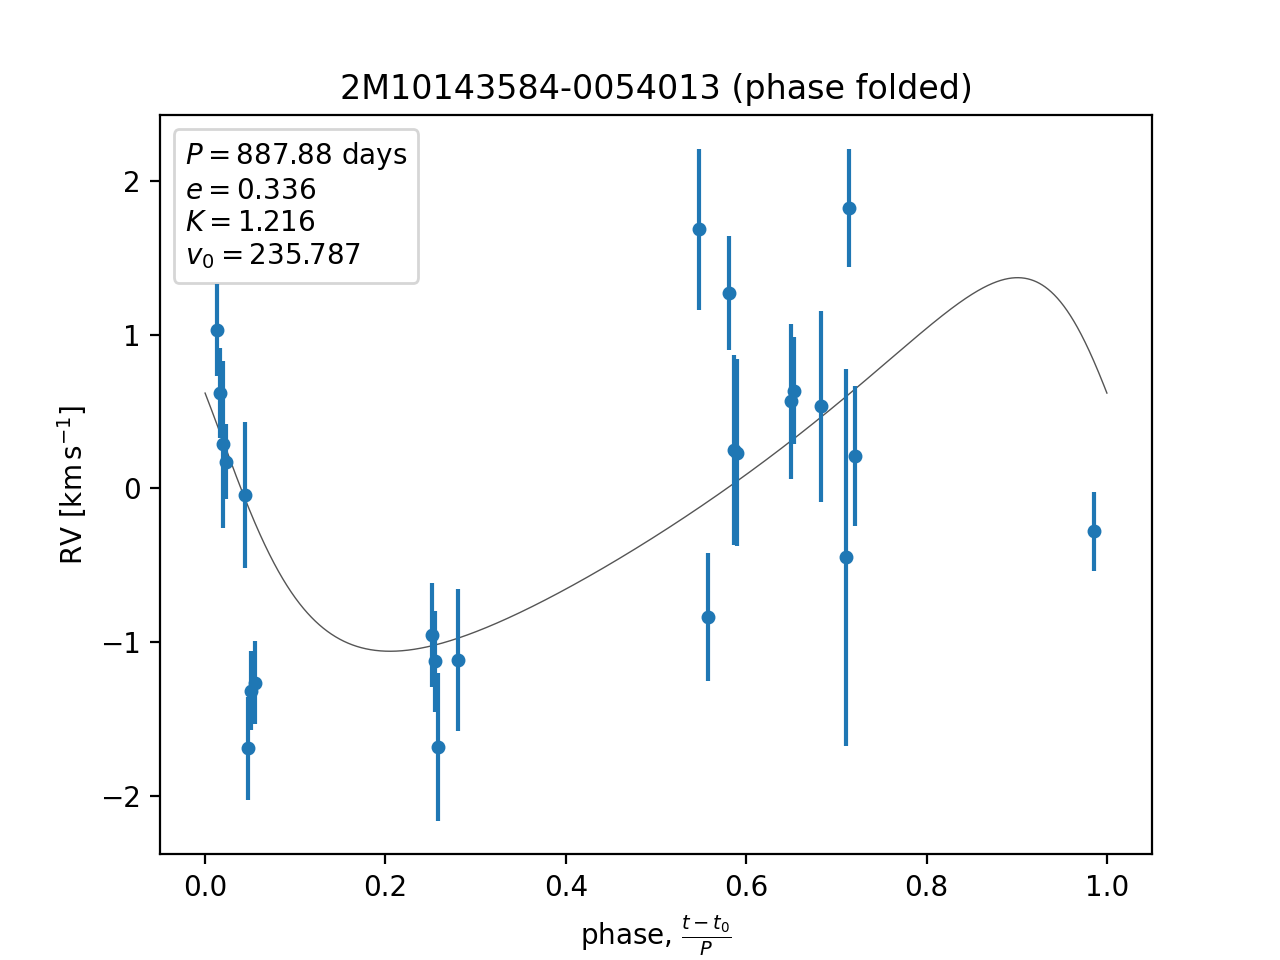 2M10143584-0054013 (phase folded)
P = 887.88 days
e = 0.336
K = 1.216
v₀ = 235.787
RV [km s⁻¹]
2
1
0
−1
−2
0.0 0.2 0.4 0.6 0.8 1.0
phase, (t − t₀)/P